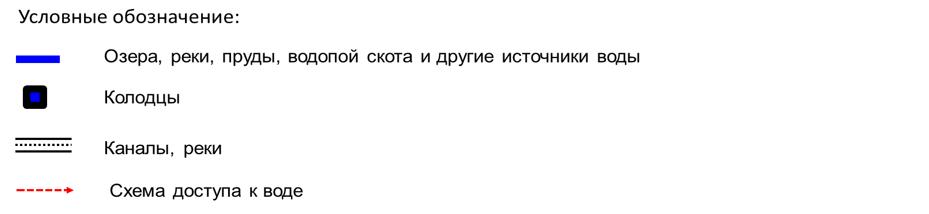 Условные обозначение:
Озера, реки, пруды, водопой скота и другие источники воды
Колодцы
Каналы, реки
Схема доступа к воде